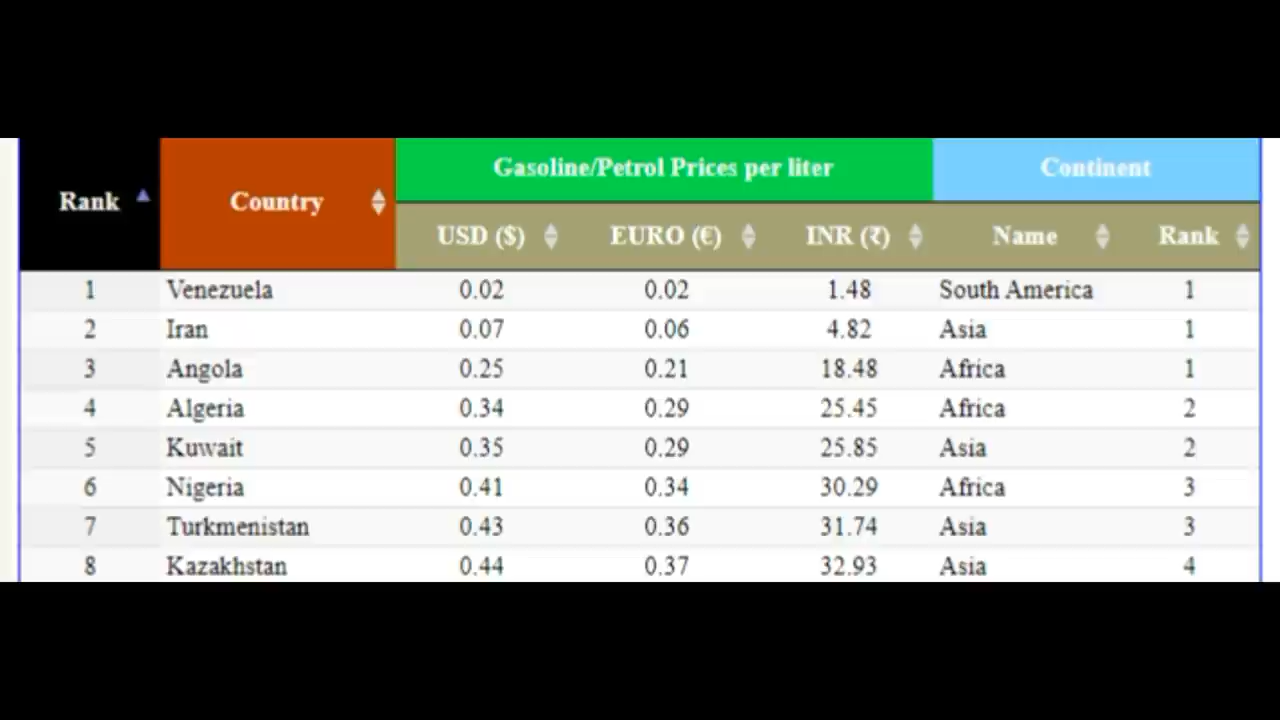 Gasoline/Petrol Prices per liter Continent
Rank Country
USD ($) EURO (€) INR (₹) Name Rank
1 Venezuela 0.02 0.02 1.48 South America 1
2 Iran 0.07 0.06 4.82 Asia 1
3 Angola 0.25 0.21 18.48 Africa 1
4 Algeria 0.34 0.29 25.45 Africa 2
5 Kuwait 0.35 0.29 25.85 Asia 2
6 Nigeria 0.41 0.34 30.29 Africa 3
7 Turkmenistan 0.43 0.36 31.74 Asia 3
8 Kazakhstan 0.44 0.37 32.93 Asia 4